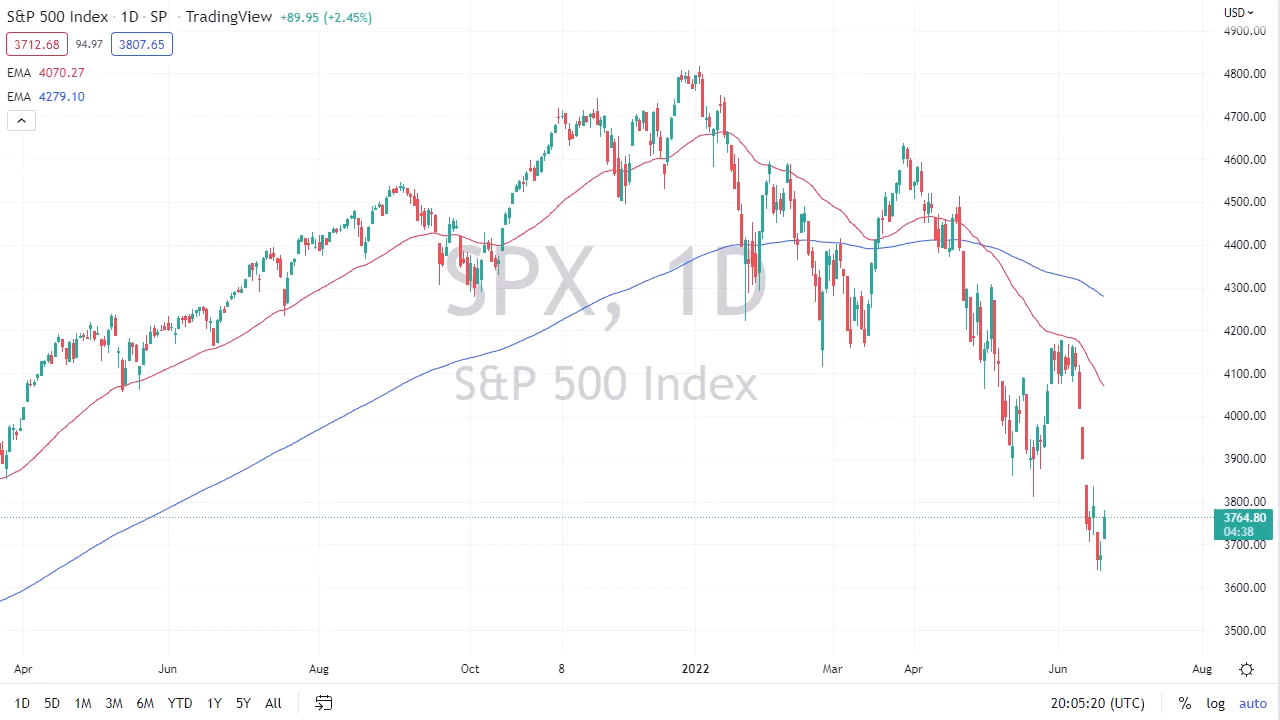 S&P 500 Index · 1D · SP · TradingView +89.95 (+2.45%)
3712.68 94.97 3807.65
EMA 4070.27
EMA 4279.10
SPX, 1D
S&P 500 Index
USD
4900.00
4800.00
4700.00
4600.00
4500.00
4400.00
4300.00
4200.00
4100.00
4000.00
3900.00
3800.00
3764.80
04:38
3700.00
3600.00
3500.00
Apr Jun Aug Oct 8 2022 Mar Apr Jun Aug
1D 5D 1M 3M 6M YTD 1Y 5Y All 20:05:20 (UTC) % log auto